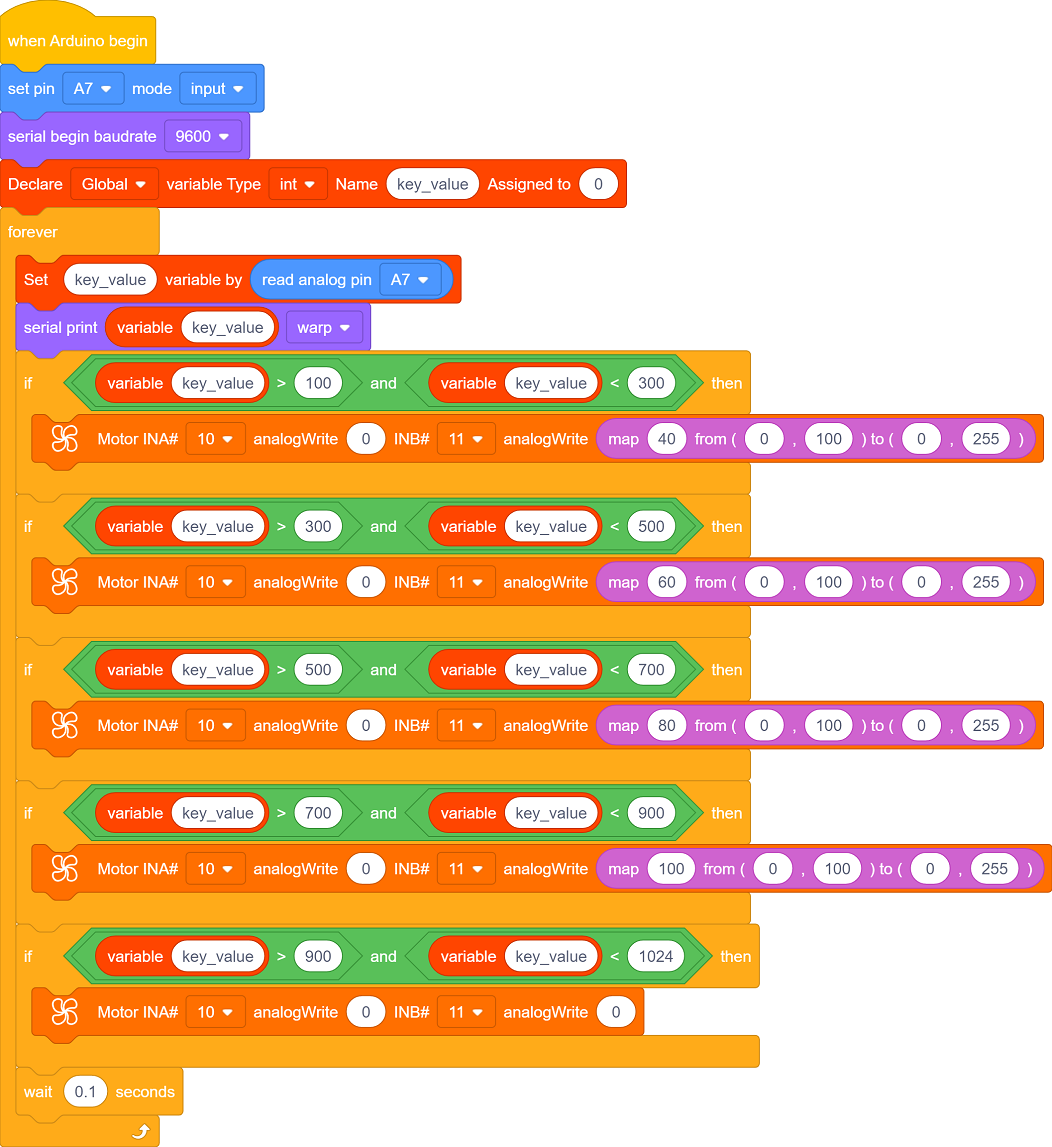 when Arduino begin
set pin A7 mode input
serial begin baudrate 9600
Declare Global variable Type int Name key_value Assigned to 0
forever
Set key_value variable by read analog pin A7
serial print variable key_value warp
if variable key_value > 100 and variable key_value < 300 then
Motor INA# 10 analogWrite 0 INB# 11 analogWrite map 40 from ( 0 , 100 ) to ( 0 , 255 )
if variable key_value > 300 and variable key_value < 500 then
Motor INA# 10 analogWrite 0 INB# 11 analogWrite map 60 from ( 0 , 100 ) to ( 0 , 255 )
if variable key_value > 500 and variable key_value < 700 then
Motor INA# 10 analogWrite 0 INB# 11 analogWrite map 80 from ( 0 , 100 ) to ( 0 , 255 )
if variable key_value > 700 and variable key_value < 900 then
Motor INA# 10 analogWrite 0 INB# 11 analogWrite map 100 from ( 0 , 100 ) to ( 0 , 255 )
if variable key_value > 900 and variable key_value < 1024 then
Motor INA# 10 analogWrite 0 INB# 11 analogWrite 0
wait 0.1 seconds